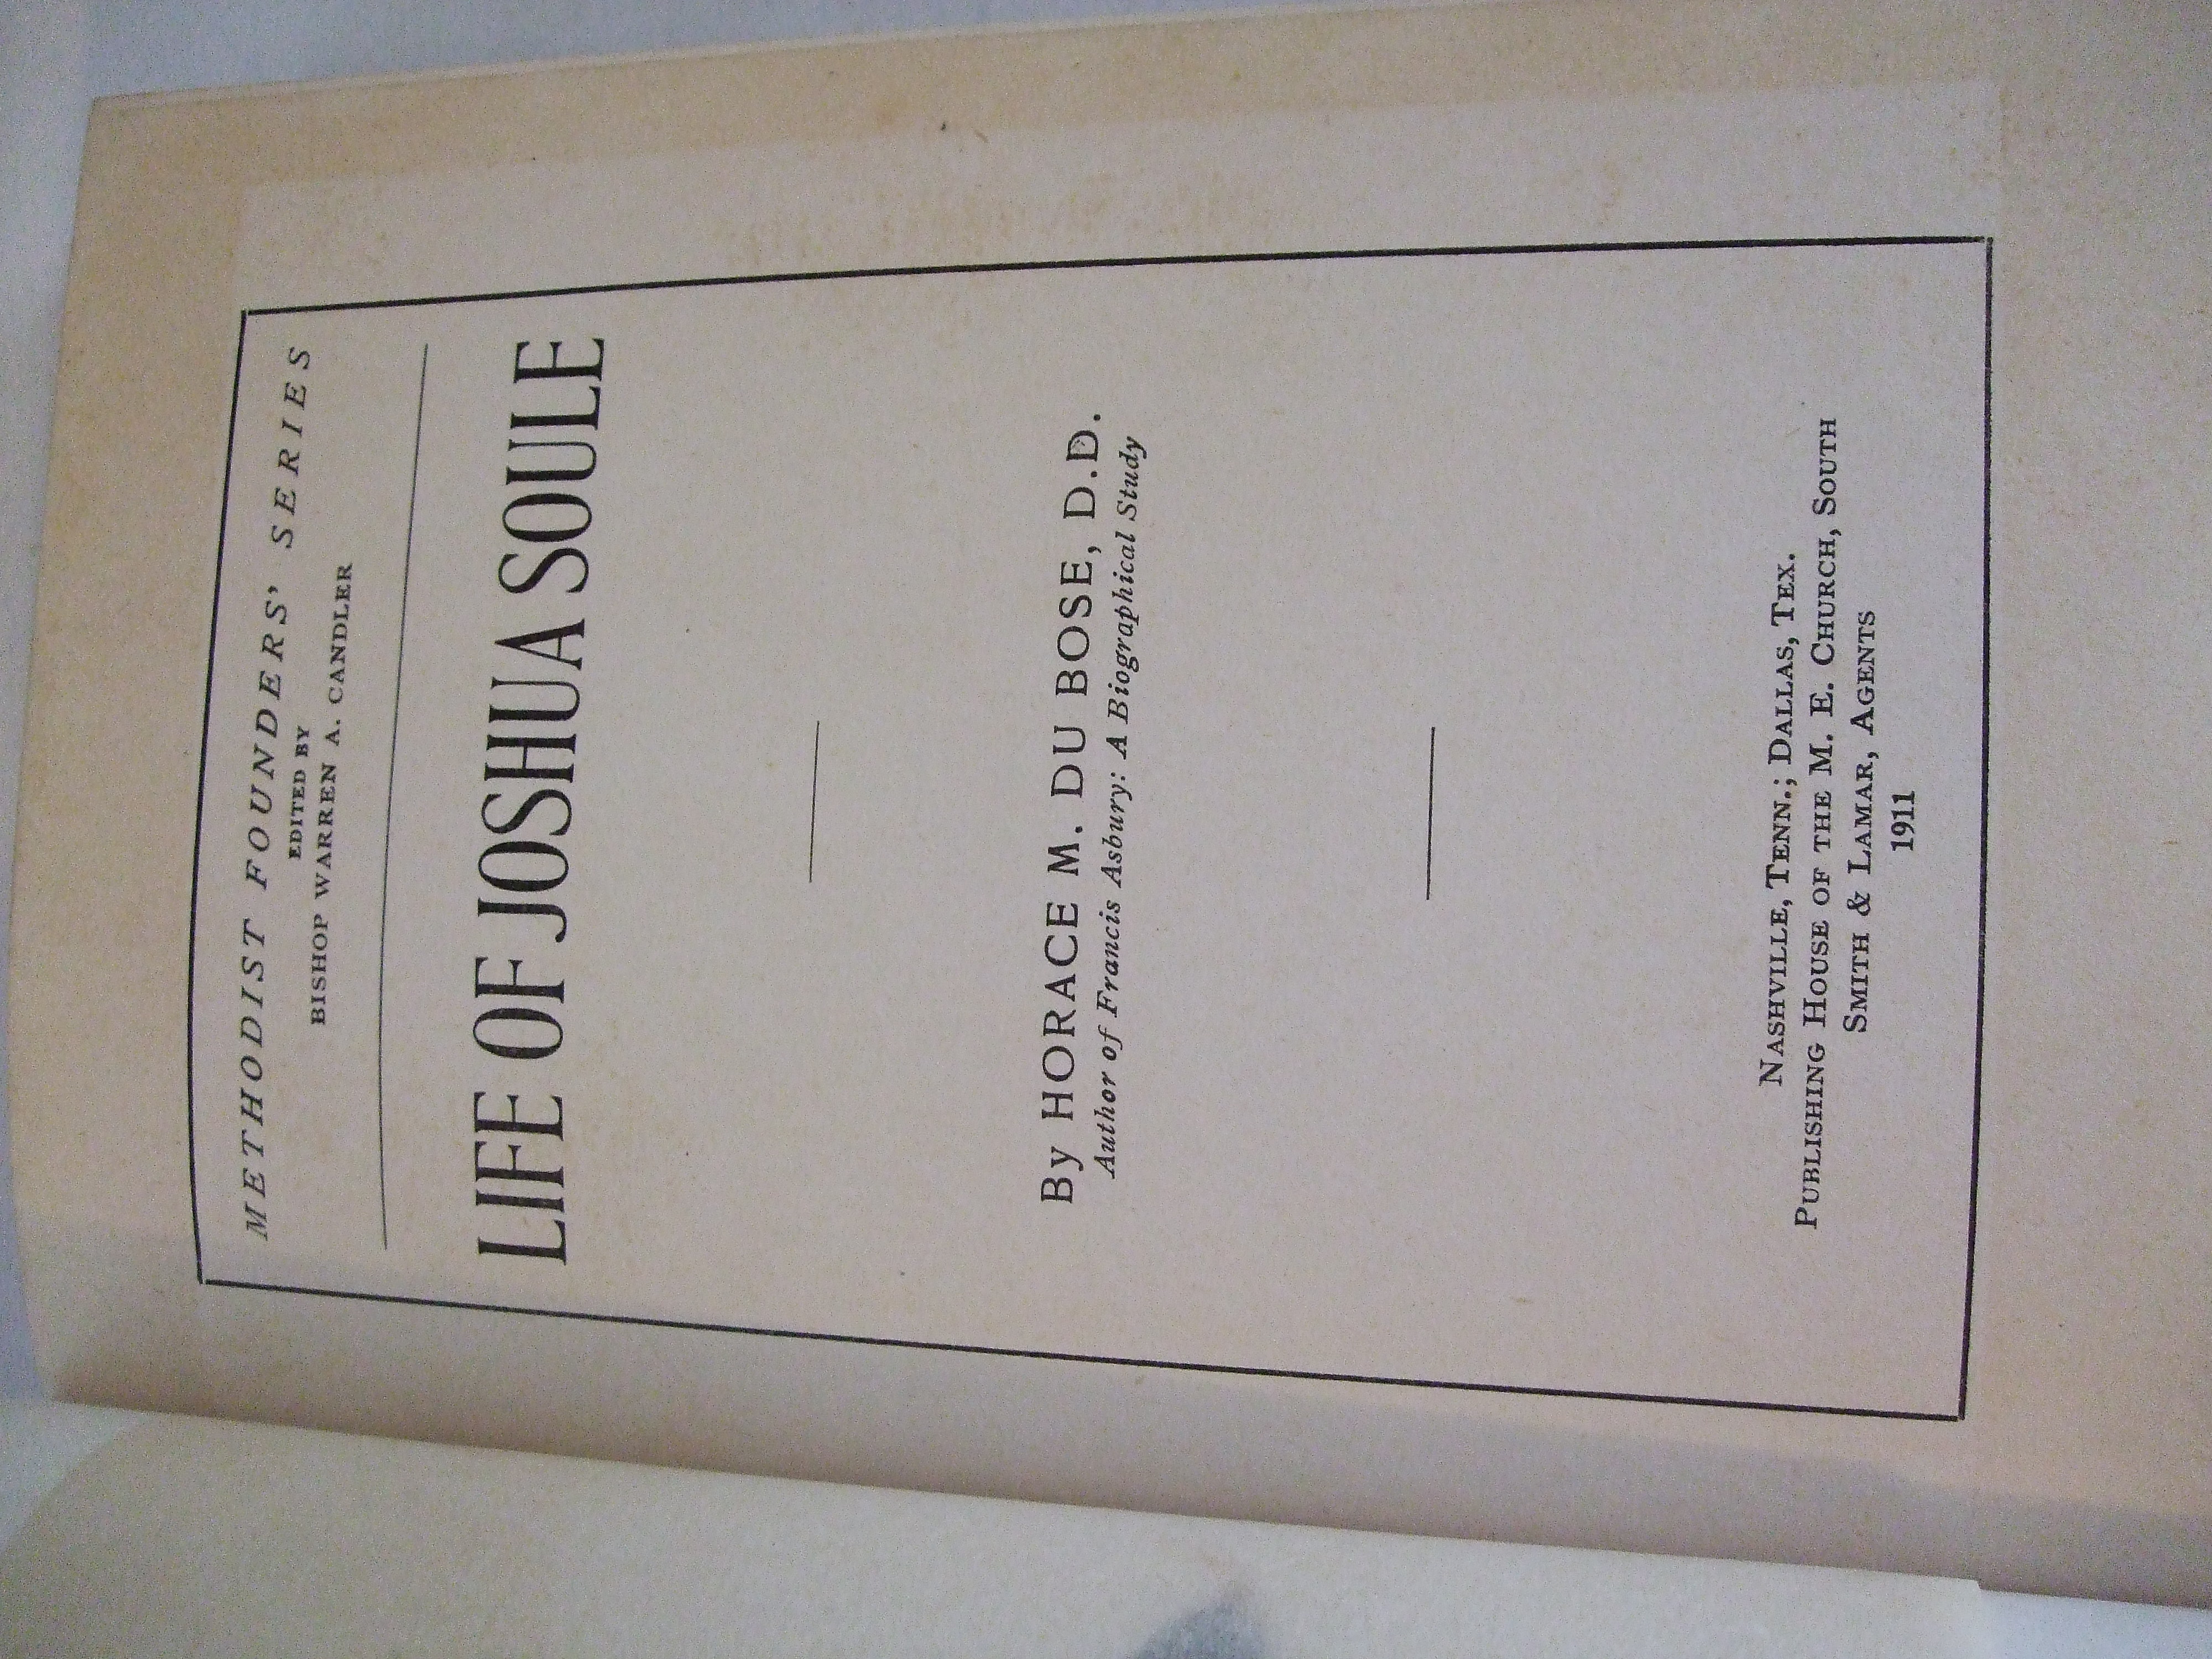 METHODIST FOUNDERS' SERIES
EDITED BY
BISHOP WARREN A. CANDLER
LIFE OF JOSHUA SOULE
By HORACE M. DU BOSE, D.D.
Author of Francis Asbury: A Biographical Study
NASHVILLE, TENN.; DALLAS, TEX.
PUBLISHING HOUSE OF THE M. E. CHURCH, SOUTH
SMITH & LAMAR, AGENTS
1911